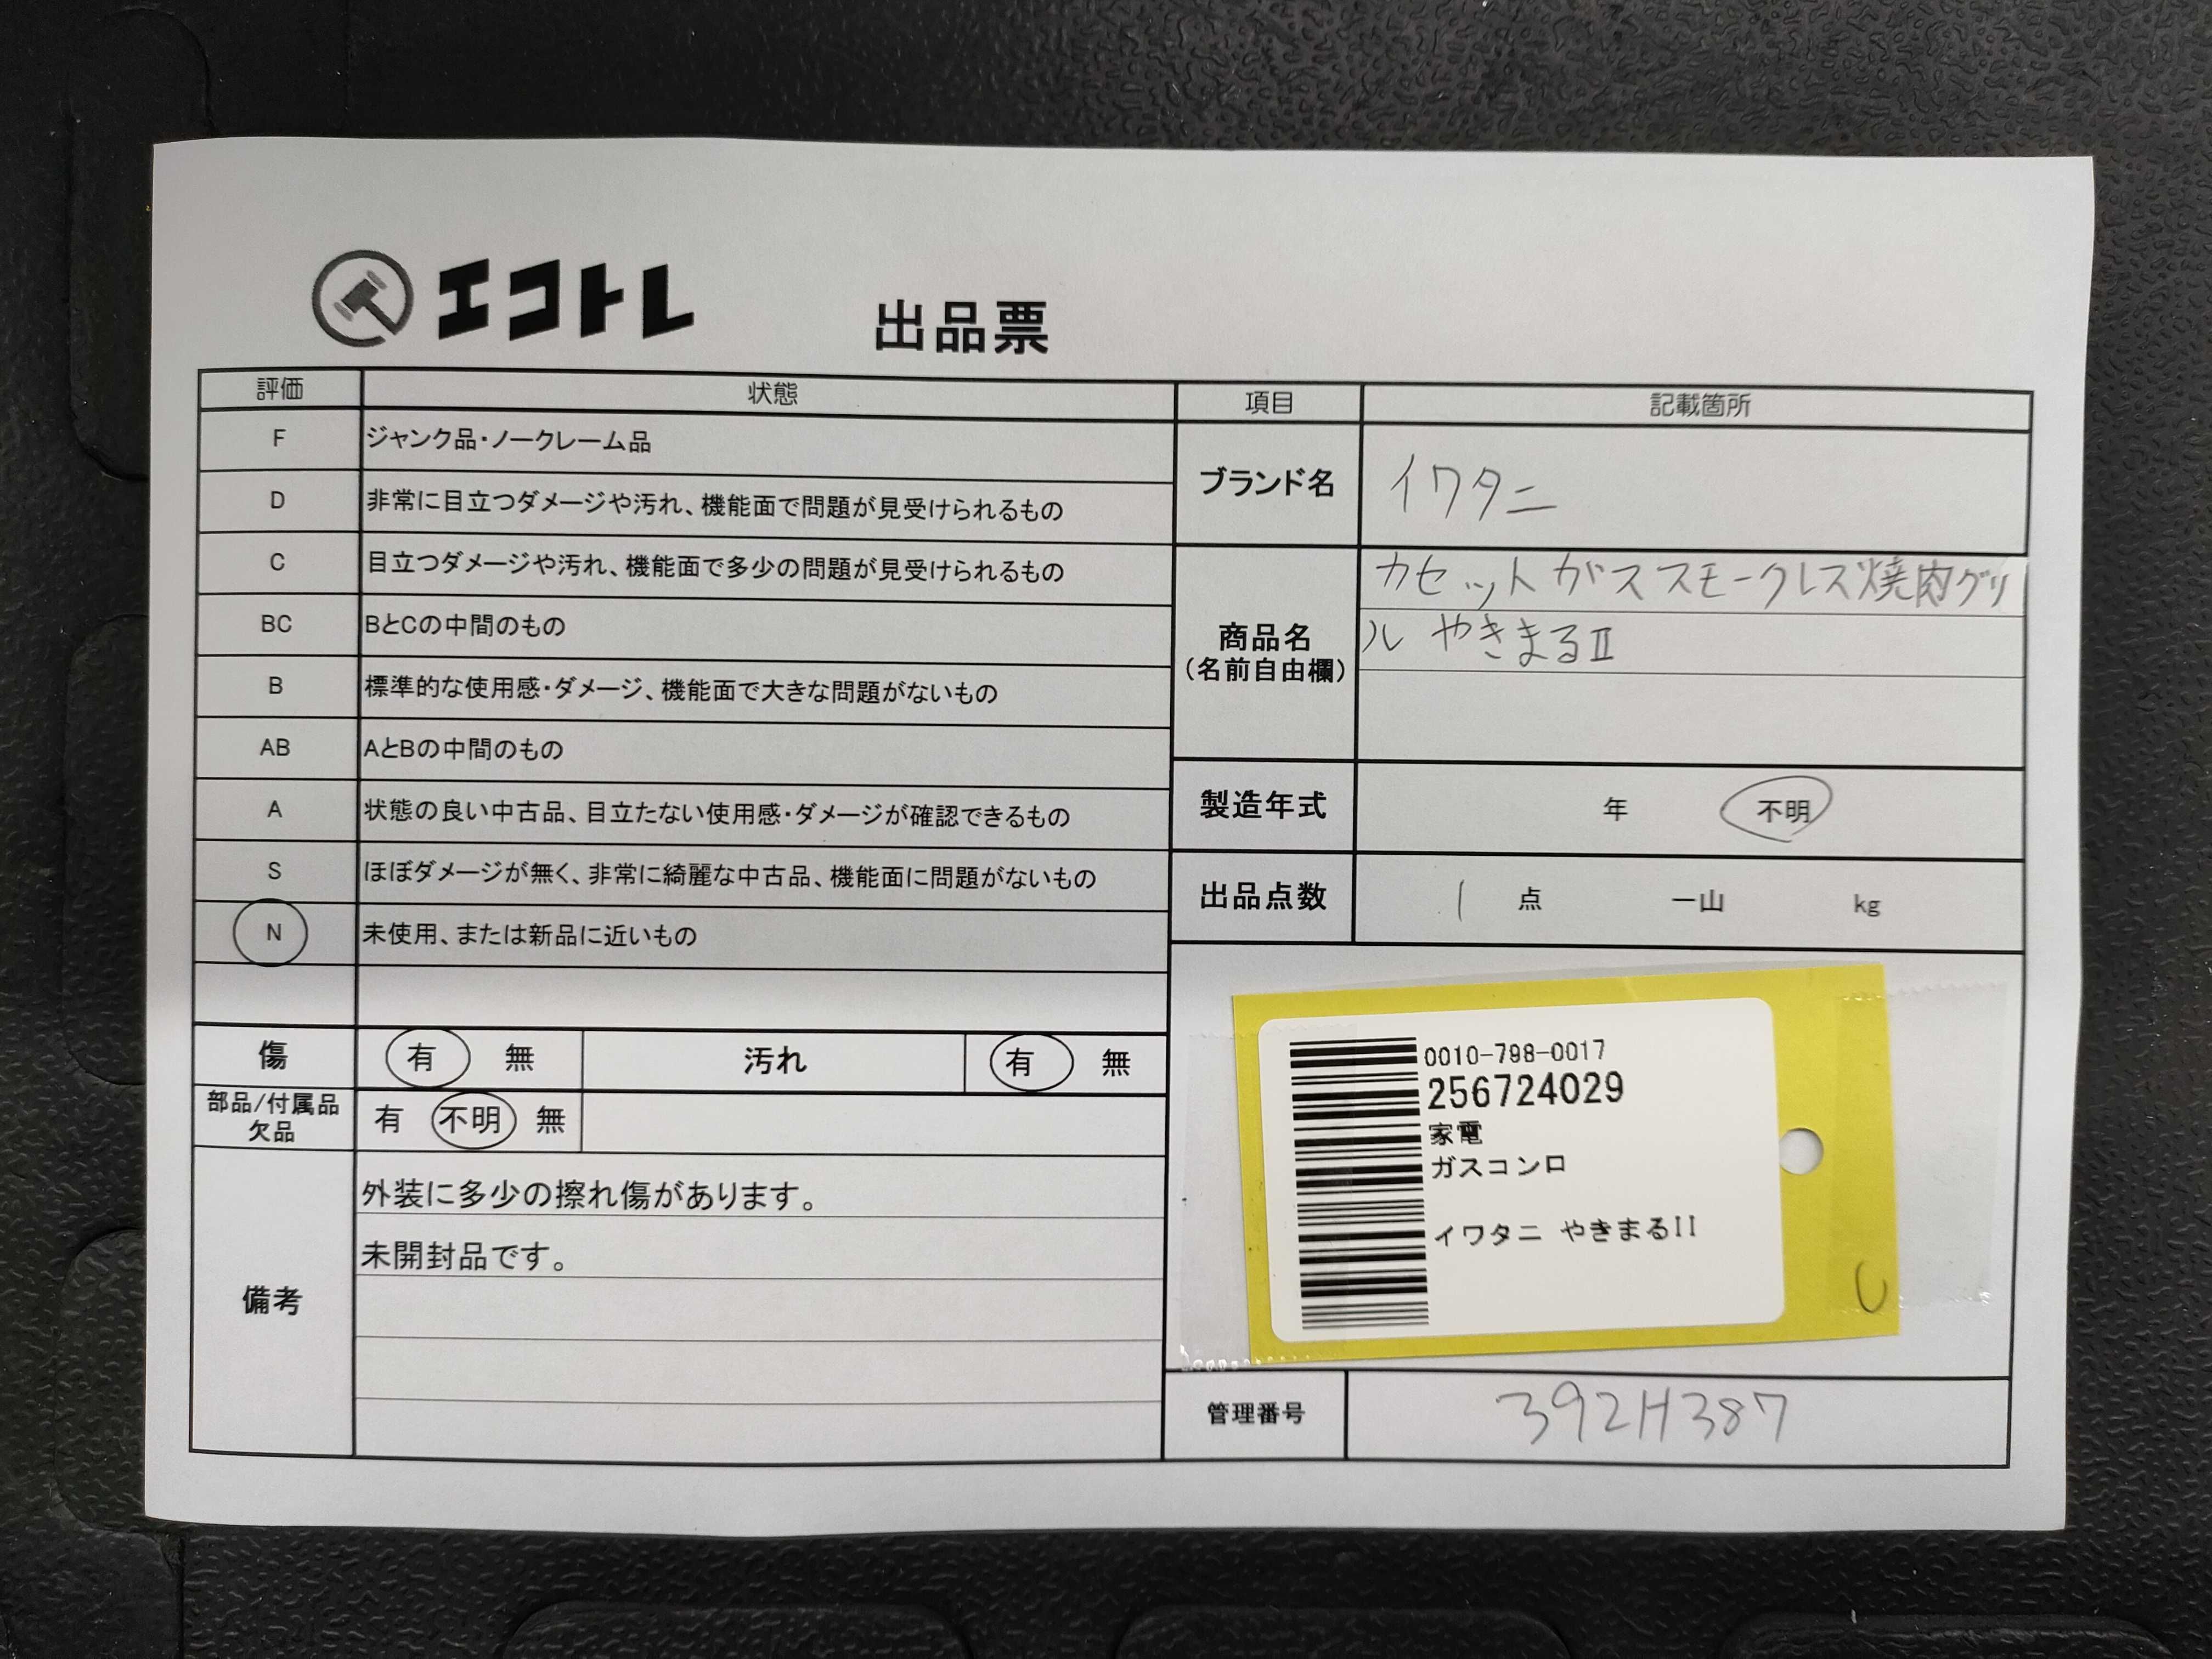 エコトレ 出品票
評価 状態
F ジャンク品・ノークレーム品
D 非常に目立つダメージや汚れ、機能面で問題が見受けられるもの
C 目立つダメージや汚れ、機能面で多少の問題が見受けられるもの
BC BとCの中間のもの
B 標準的な使用感・ダメージ、機能面で大きな問題がないもの
AB AとBの中間のもの
A 状態の良い中古品、目立たない使用感・ダメージが確認できるもの
S ほぼダメージが無く、非常に綺麗な中古品、機能面に問題がないもの
N 未使用、または新品に近いもの
傷 有 無 汚れ 有 無
部品/付属品
欠品
有 不明 無
備考
外装に多少の擦れ傷があります。
未開封品です。
項目 記載箇所
ブランド名 イワタニ
商品名
(名前自由欄)
カセットガススモークレス焼肉グリ
ル やきまるⅡ
製造年式 年 不明
出品点数 1 点 一山 kg
0010-798-0017
256724029
家電
ガスコンロ
イワタニ やきまるII
管理番号 392H387